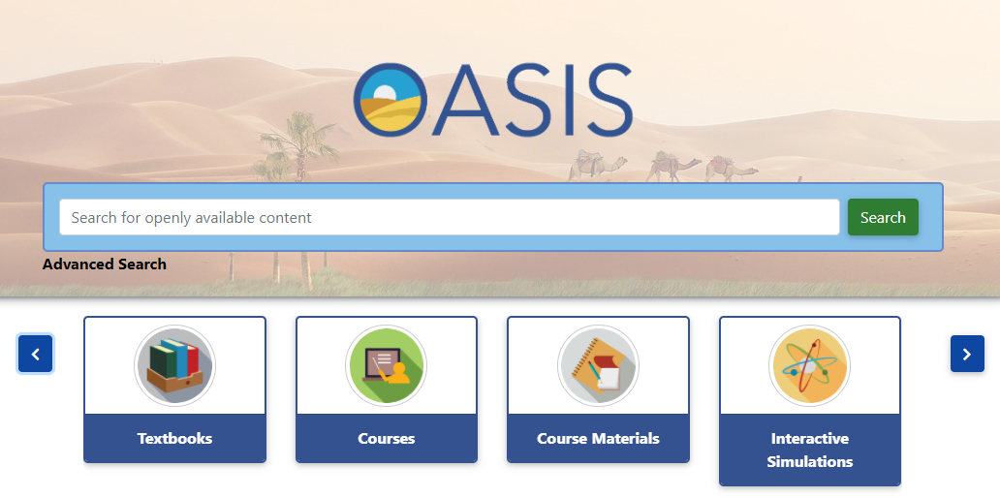 OASIS
Search for openly available content
Search
Advanced Search
Textbooks
Courses
Course Materials
Interactive
Simulations